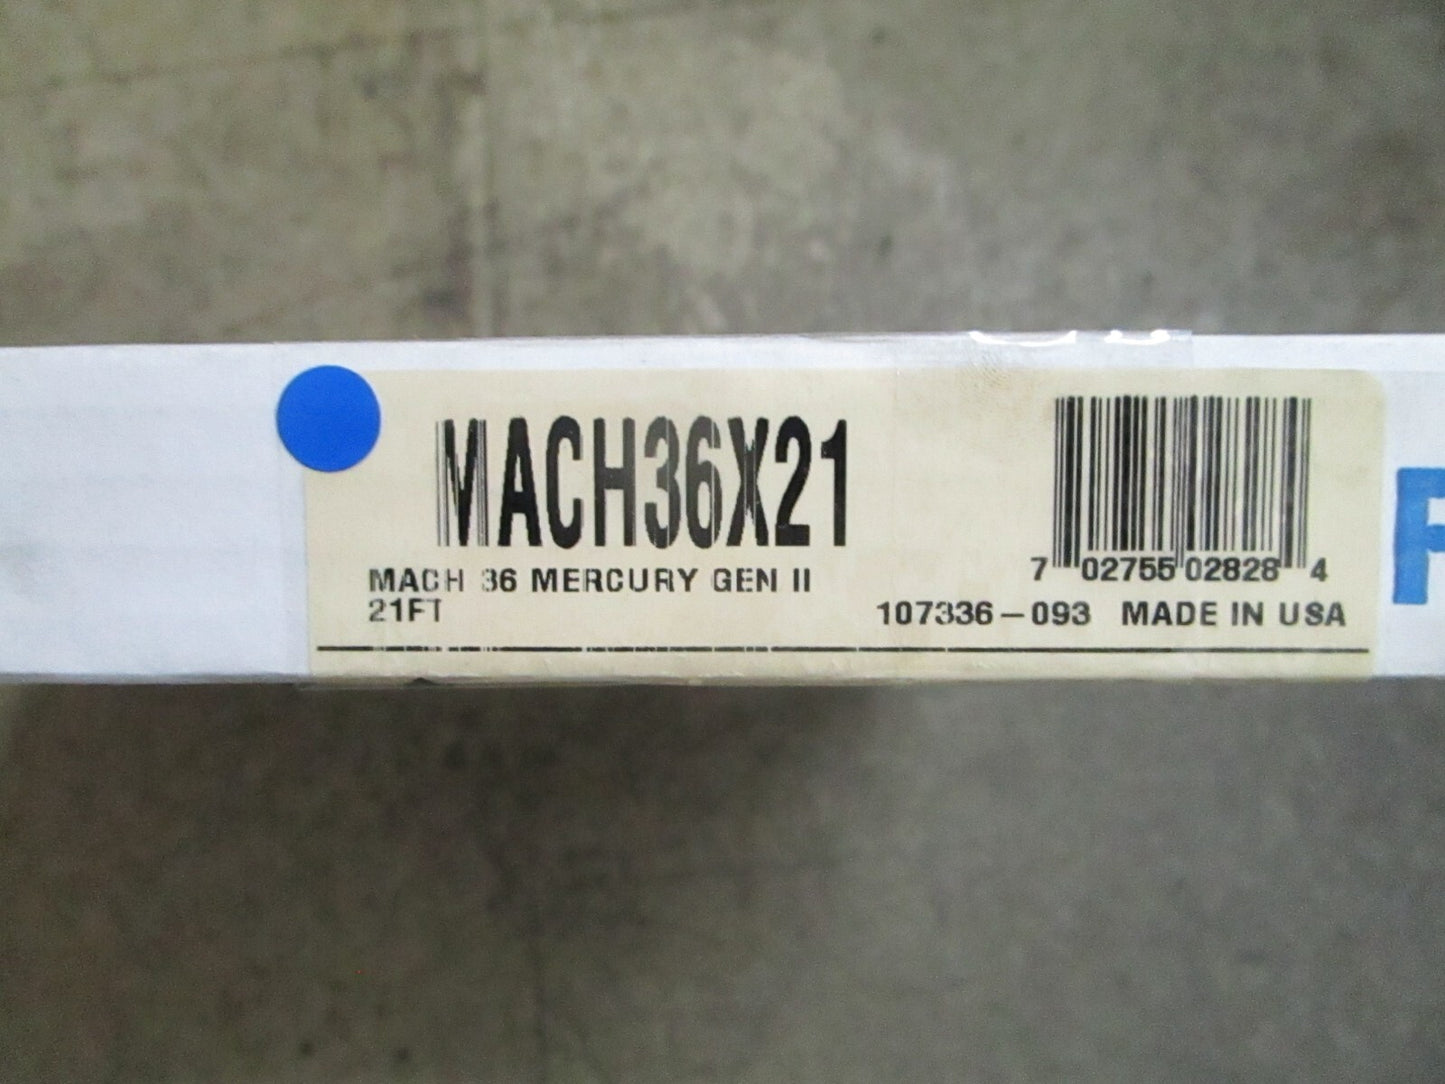 MACH36X21
MACH 36 MERCURY GEN II
21FT
7 02755 02828 4
107336-093 MADE IN USA